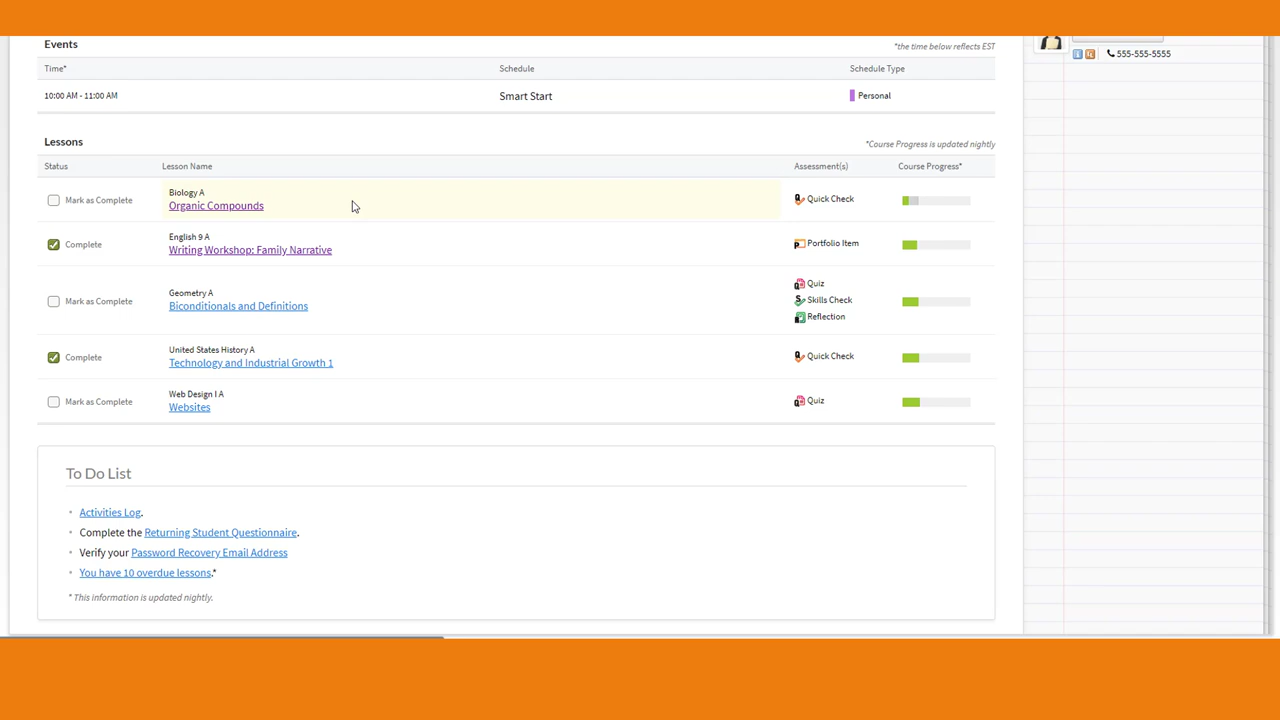 Events
*the time below reflects EST
555-555-5555
Time* Schedule Schedule Type
10:00 AM - 11:00 AM Smart Start Personal
Lessons
*Course Progress is updated nightly
Status Lesson Name Assessment(s) Course Progress*
Mark as Complete
Biology A
Organic Compounds
Quick Check
Complete
English 9 A
Writing Workshop: Family Narrative
Portfolio Item
Mark as Complete
Geometry A
Biconditionals and Definitions
Quiz
Skills Check
Reflection
Complete
United States History A
Technology and Industrial Growth 1
Quick Check
Mark as Complete
Web Design I A
Websites
Quiz
To Do List
Activities Log.
Complete the Returning Student Questionnaire.
Verify your Password Recovery Email Address
You have 10 overdue lessons.*
* This information is updated nightly.